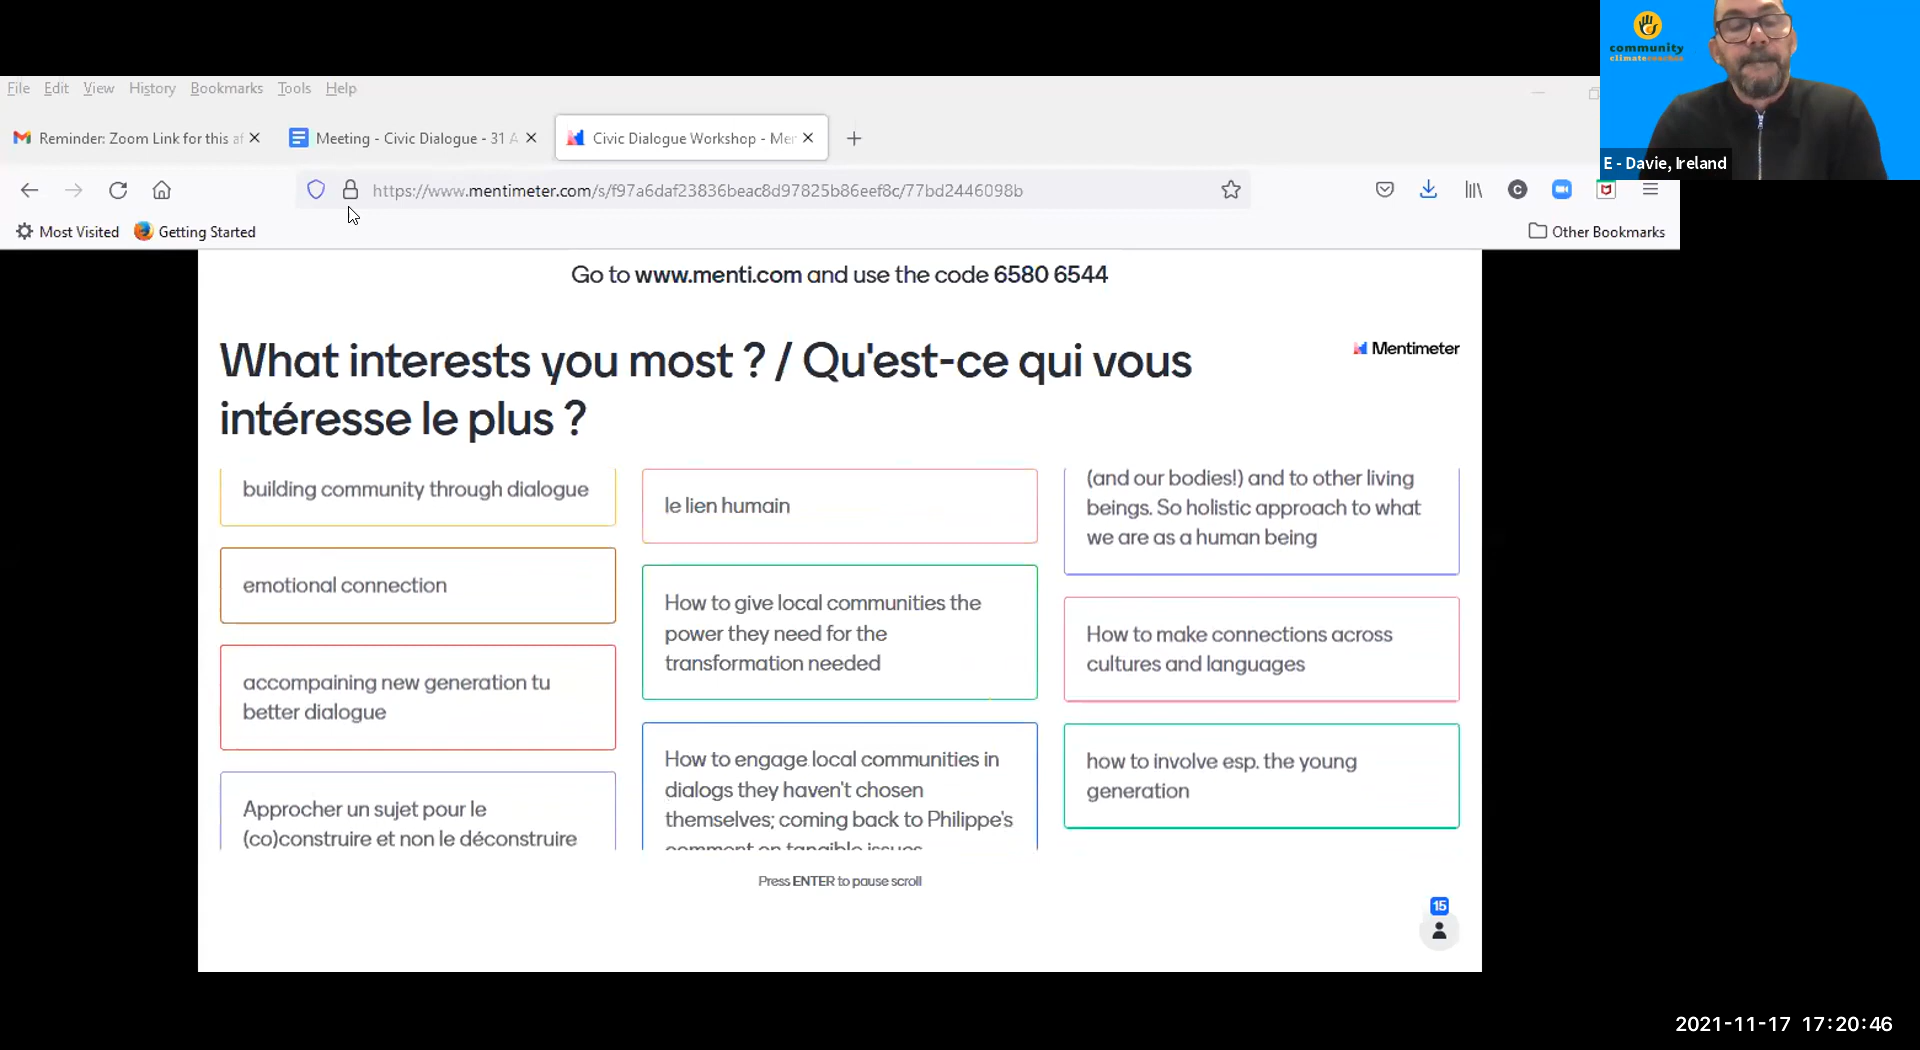 community
climatecoaches
E - Davie, Ireland
File Edit View History Bookmarks Tools Help
Reminder: Zoom Link for this af
Meeting - Civic Dialogue - 31 A
Civic Dialogue Workshop - Men
https://www.mentimeter.com/s/f97a6daf23836beac8d97825b86eef8c/77bd2446098b
Most Visited Getting Started Other Bookmarks
Go to www.menti.com and use the code 6580 6544
What interests you most ? / Qu'est-ce qui vous
intéresse le plus ?
Mentimeter
building community through dialogue
emotional connection
accompaining new generation tu
better dialogue
Approcher un sujet pour le
(co)construire et non le déconstruire
le lien humain
How to give local communities the
power they need for the
transformation needed
How to engage local communities in
dialogs they haven't chosen
themselves; coming back to Philippe's
comment on tangible issues
(and our bodies!) and to other living
beings. So holistic approach to what
we are as a human being
How to make connections across
cultures and languages
how to involve esp. the young
generation
Press ENTER to pause scroll
15
2021-11-17 17:20:46